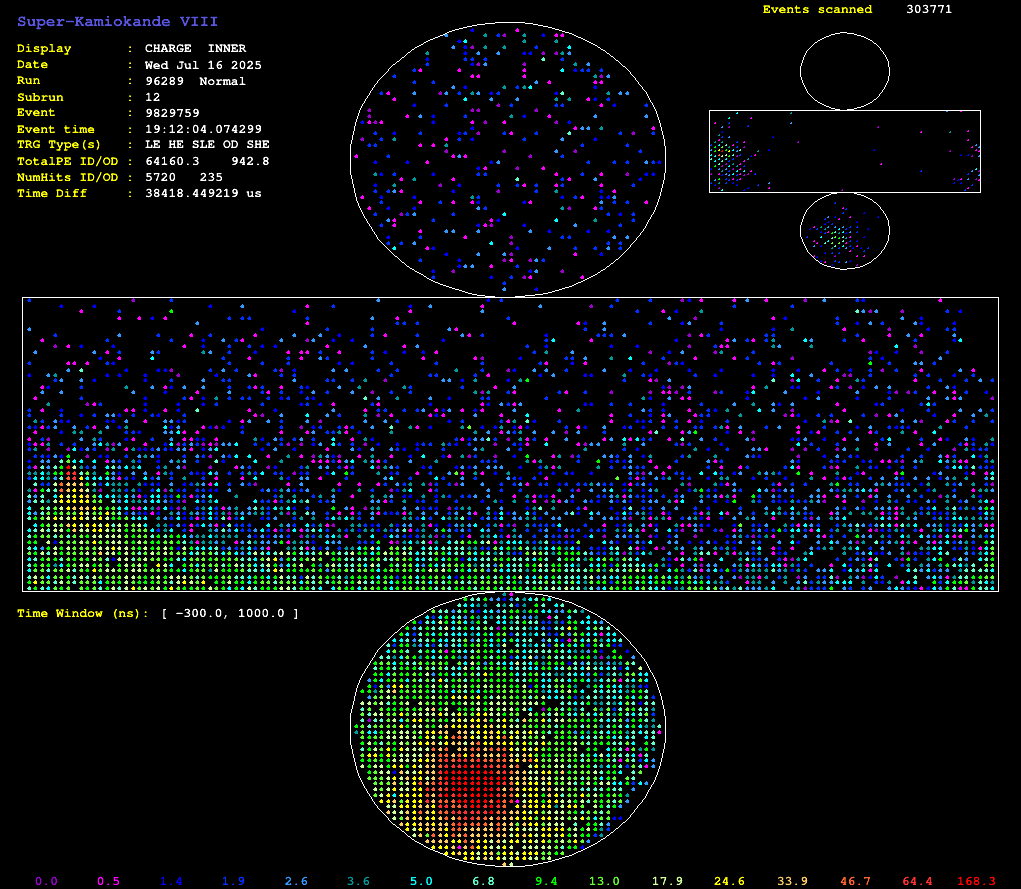 Super-Kamiokande VIII
Events scanned 303771
Display : CHARGE INNER
Date : Wed Jul 16 2025
Run : 96289 Normal
Subrun : 12
Event : 9829759
Event time : 19:12:04.074299
TRG Type(s) : LE HE SLE OD SHE
TotalPE ID/OD : 64160.3 942.8
NumHits ID/OD : 5720 235
Time Diff : 38418.449219 us
Time Window (ns): [ -300.0, 1000.0 ]
0.0 0.5 1.4 1.9 2.6 3.6 5.0 6.8 9.4 13.0 17.9 24.6 33.9 46.7 64.4 168.3